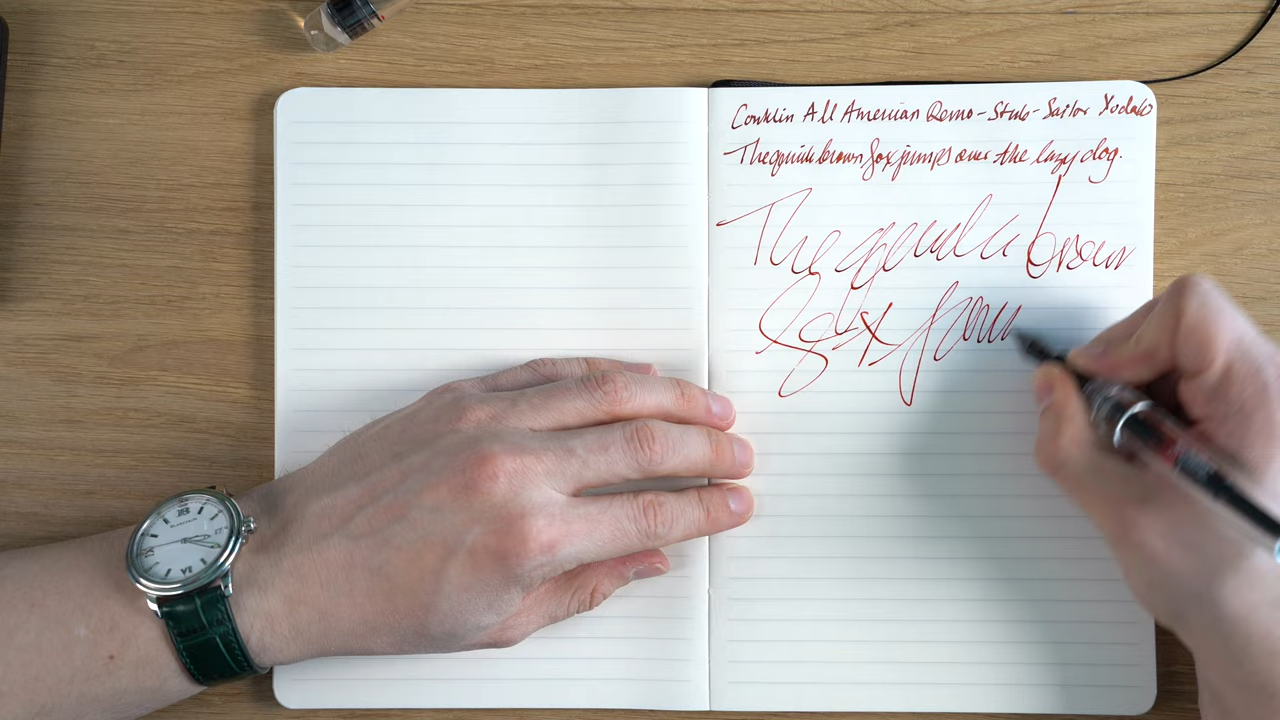 Conklin All American Demo - Stub - Sailor Yodaki
The quick brown fox jumps over the lazy dog.
The quick brown
fox
BLANCPAIN